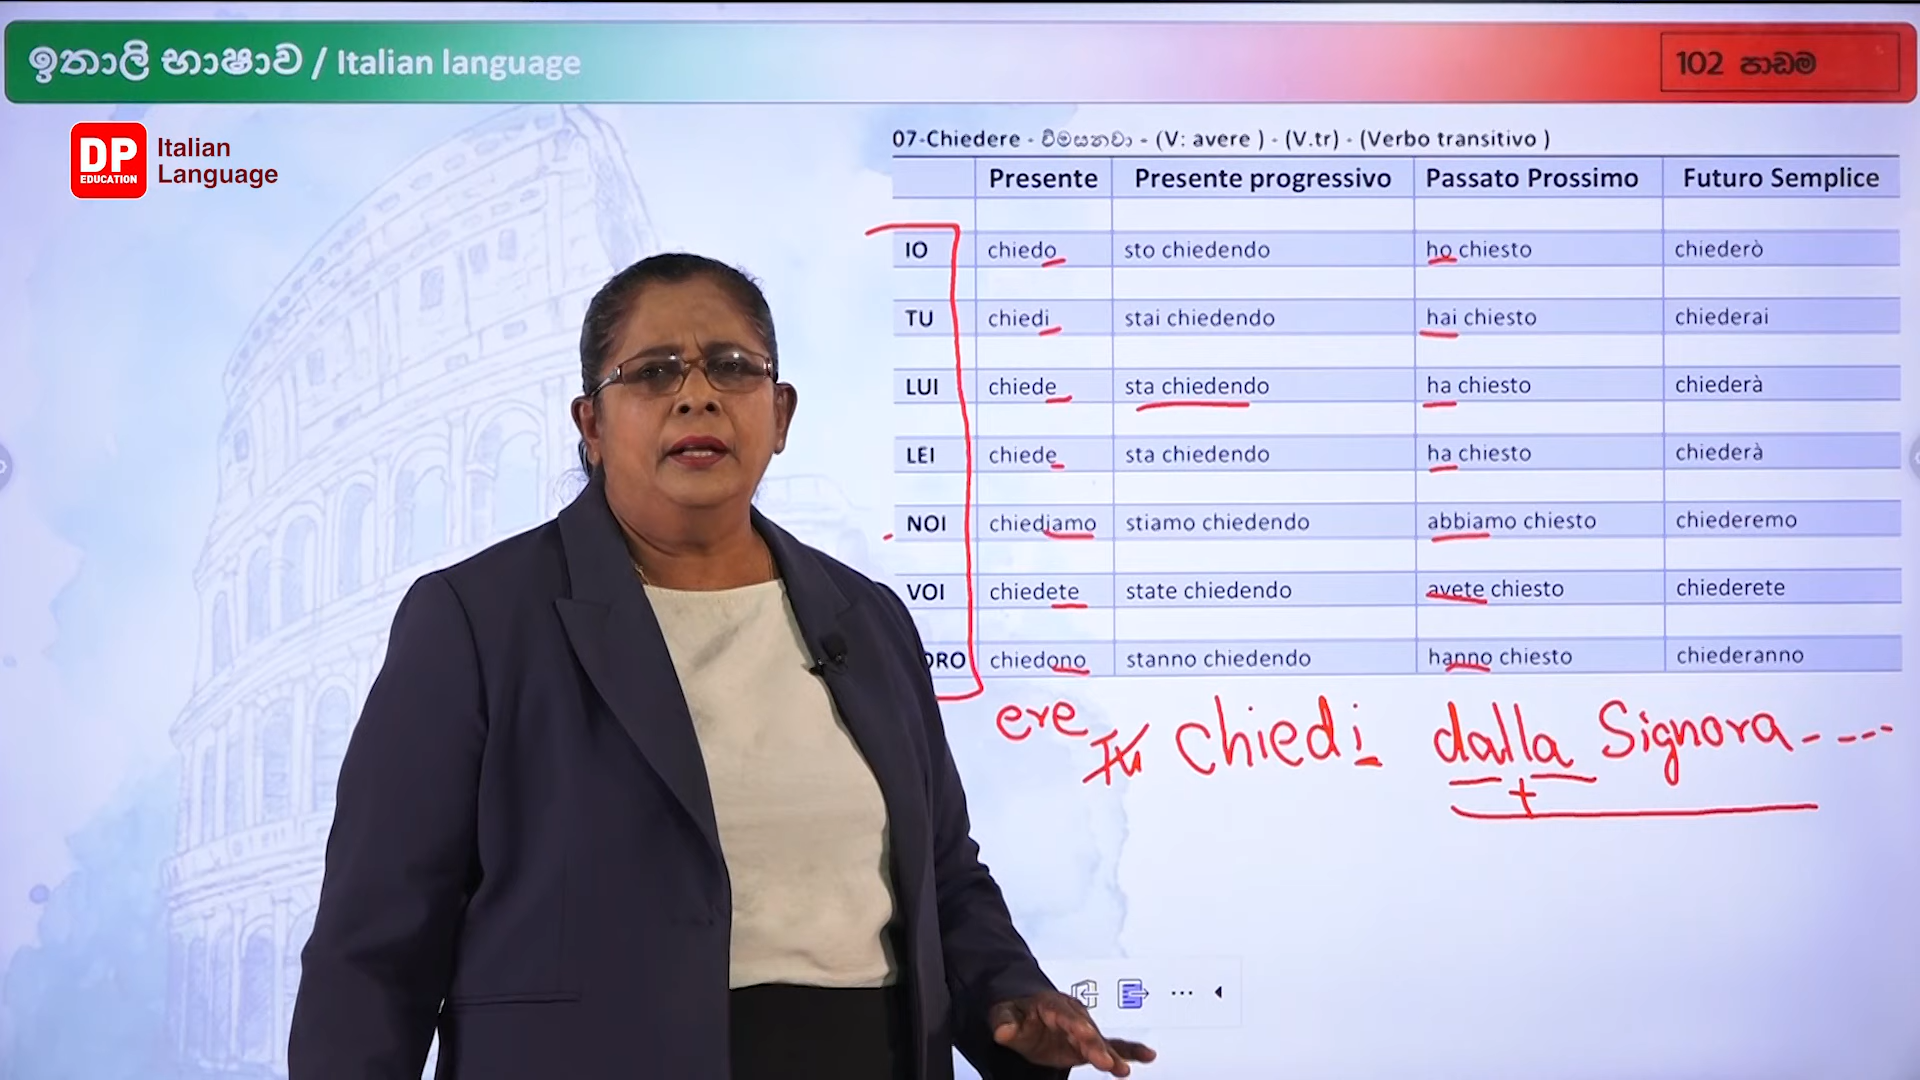 ඉතාලි භාෂාව / Italian language
102 පාඩම
DP
EDUCATION
Italian
Language
07-Chiedere - විමසනවා - (V: avere ) - (V.tr) - (Verbo transitivo )
Presente Presente progressivo Passato Prossimo Futuro Semplice
IO chiedo sto chiedendo ho chiesto chiederò
TU chiedi stai chiedendo hai chiesto chiederai
LUI chiede sta chiedendo ha chiesto chiederà
LEI chiede sta chiedendo ha chiesto chiederà
NOI chiediamo stiamo chiedendo abbiamo chiesto chiederemo
VOI chiedete state chiedendo avete chiesto chiederete
ORO chiedono stanno chiedendo hanno chiesto chiederanno
ere
chiedi dalla Signora - - - -
+